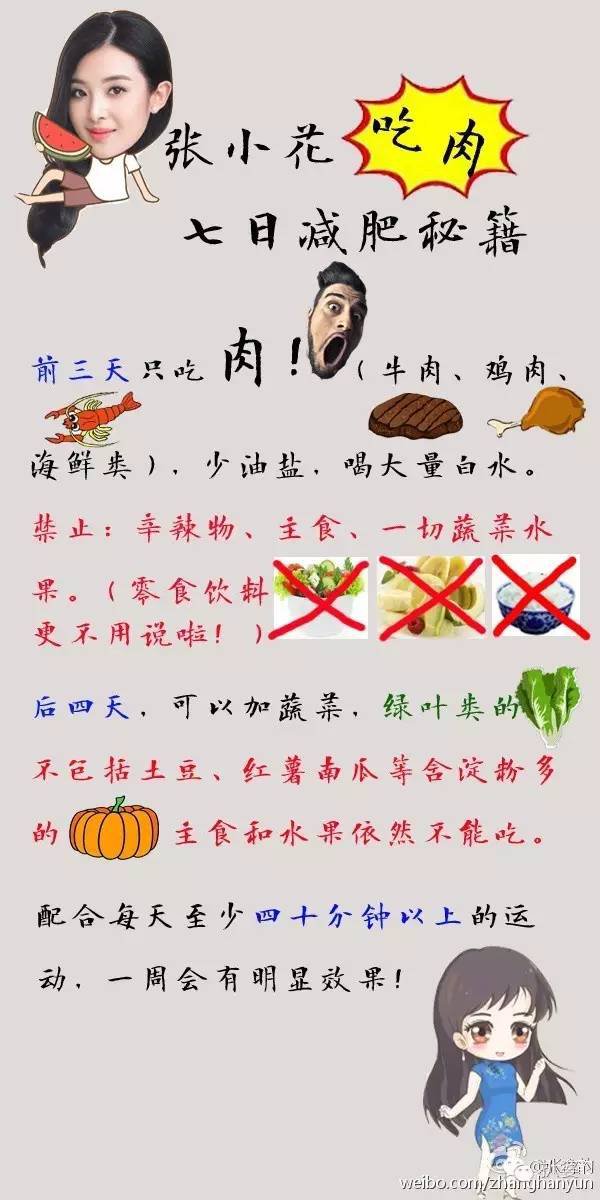 张小花 吃肉
七日减肥秘籍
前三天只吃 肉！（牛肉、鸡肉、
海鲜类），少油盐，喝大量白水。
禁止：辛辣物、主食、一切蔬菜水
果。（零食饮料
更不用说啦！）
后四天，可以加蔬菜，绿叶类的
不包括土豆、红薯南瓜等含淀粉多
的 主食和水果依然不能吃。
配合每天至少四十分钟以上的运
动，一周会有明显效果！
weibo.com/zhanghanyun